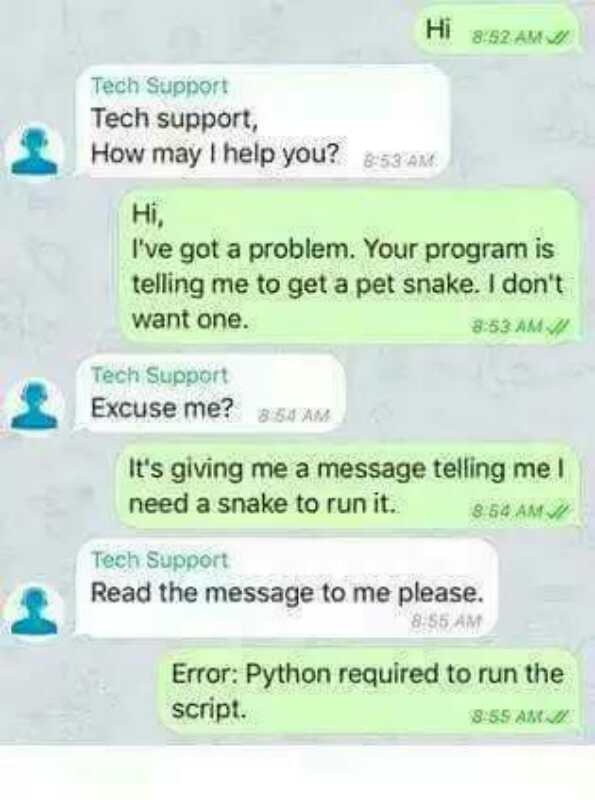 Hi 8:52 AM
Tech Support
Tech support,
How may I help you? 8:53 AM
Hi,
I've got a problem. Your program is
telling me to get a pet snake. I don't
want one. 8:53 AM
Tech Support
Excuse me? 8:54 AM
It's giving me a message telling me I
need a snake to run it. 8:54 AM
Tech Support
Read the message to me please.
8:55 AM
Error: Python required to run the
script. 8:55 AM